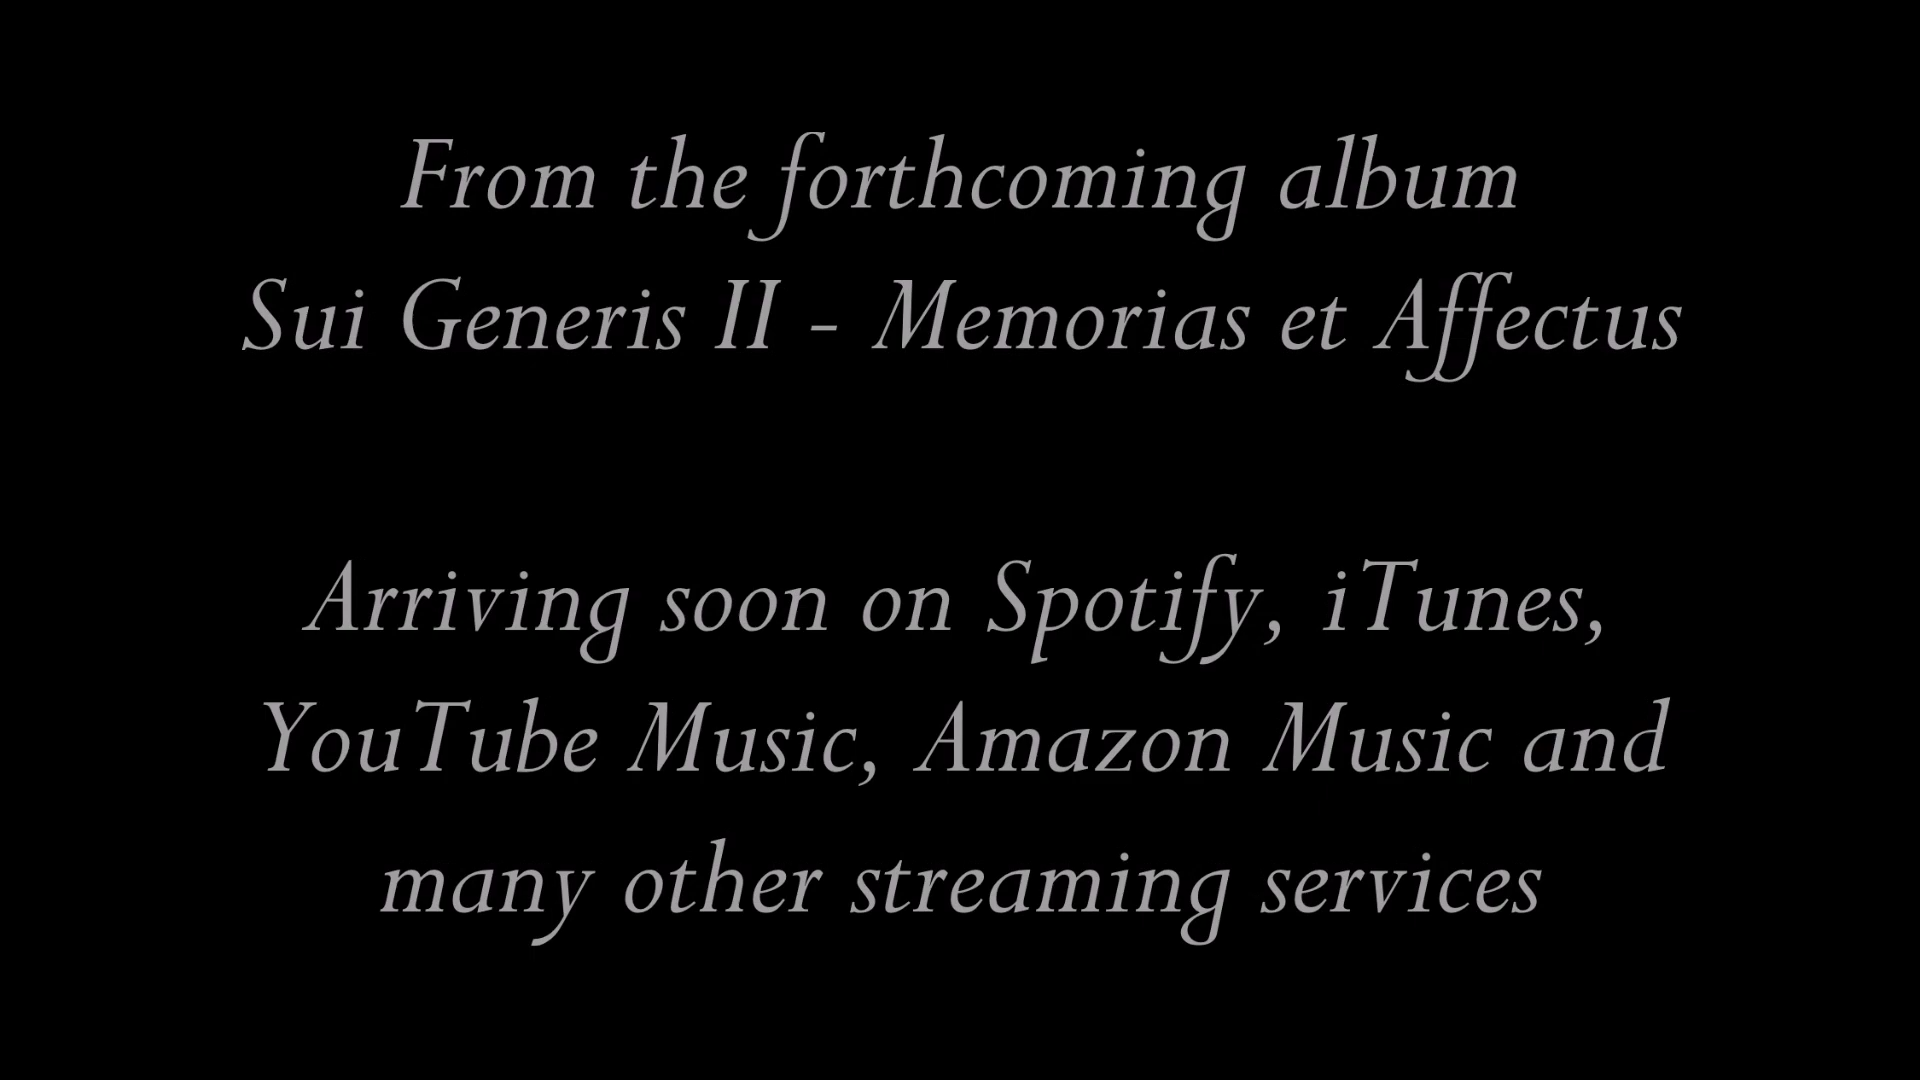 From the forthcoming album
Sui Generis II - Memorias et Affectus
Arriving soon on Spotify, iTunes,
YouTube Music, Amazon Music and
many other streaming services